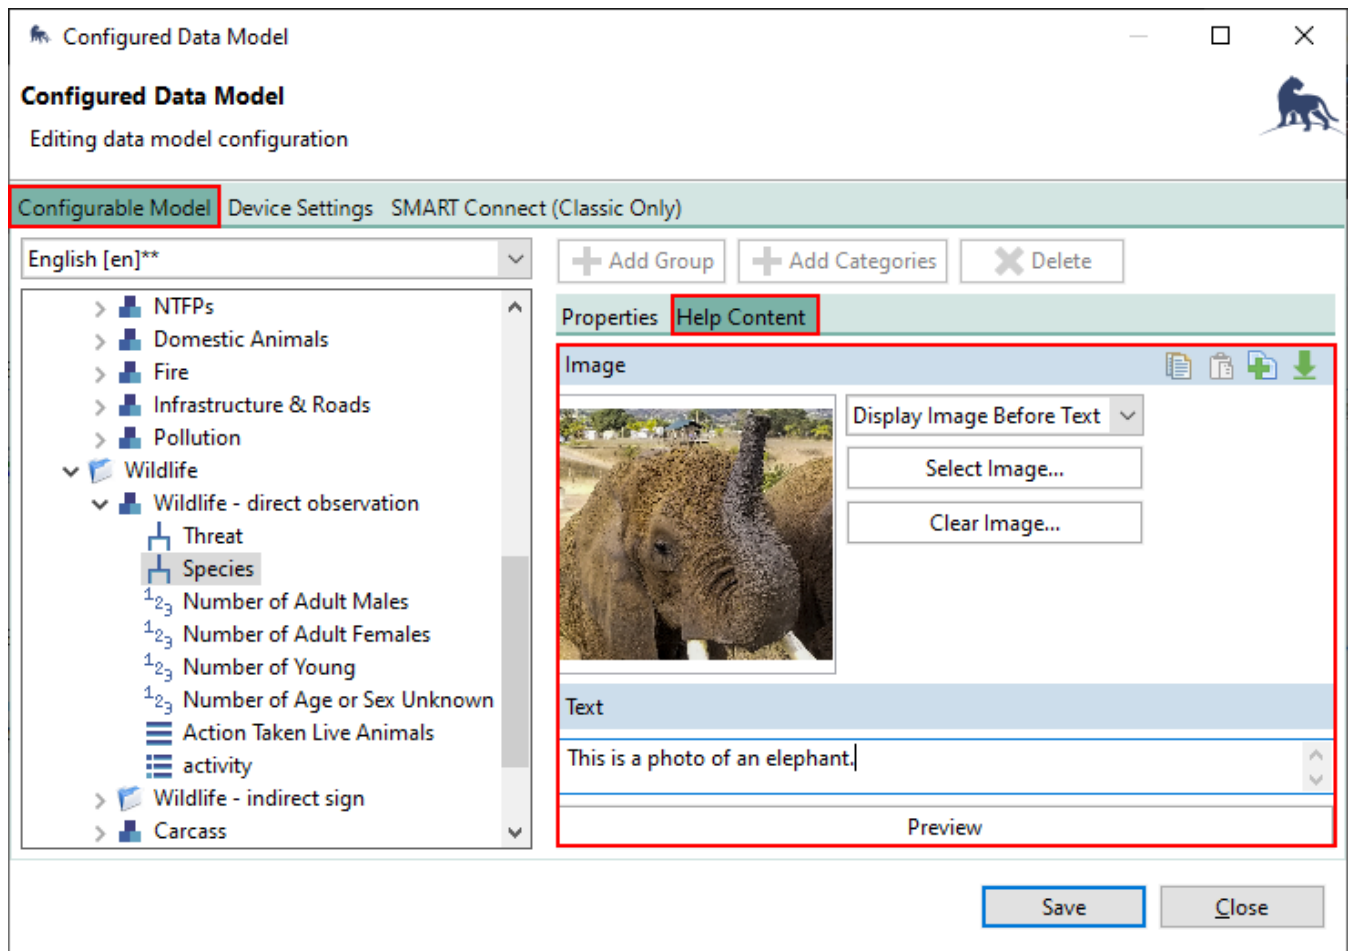 Configured Data Model
Configured Data Model
Editing data model configuration
Configurable Model Device Settings SMART Connect (Classic Only)
English [en]**
Add Group Add Categories Delete
NTFPs
Domestic Animals
Fire
Infrastructure & Roads
Pollution
Wildlife
Wildlife - direct observation
Threat
Species
Number of Adult Males
Number of Adult Females
Number of Young
Number of Age or Sex Unknown
Action Taken Live Animals
activity
Wildlife - indirect sign
Carcass
Properties Help Content
Image
Display Image Before Text
Select Image...
Clear Image...
Text
This is a photo of an elephant.
Preview
Save Close